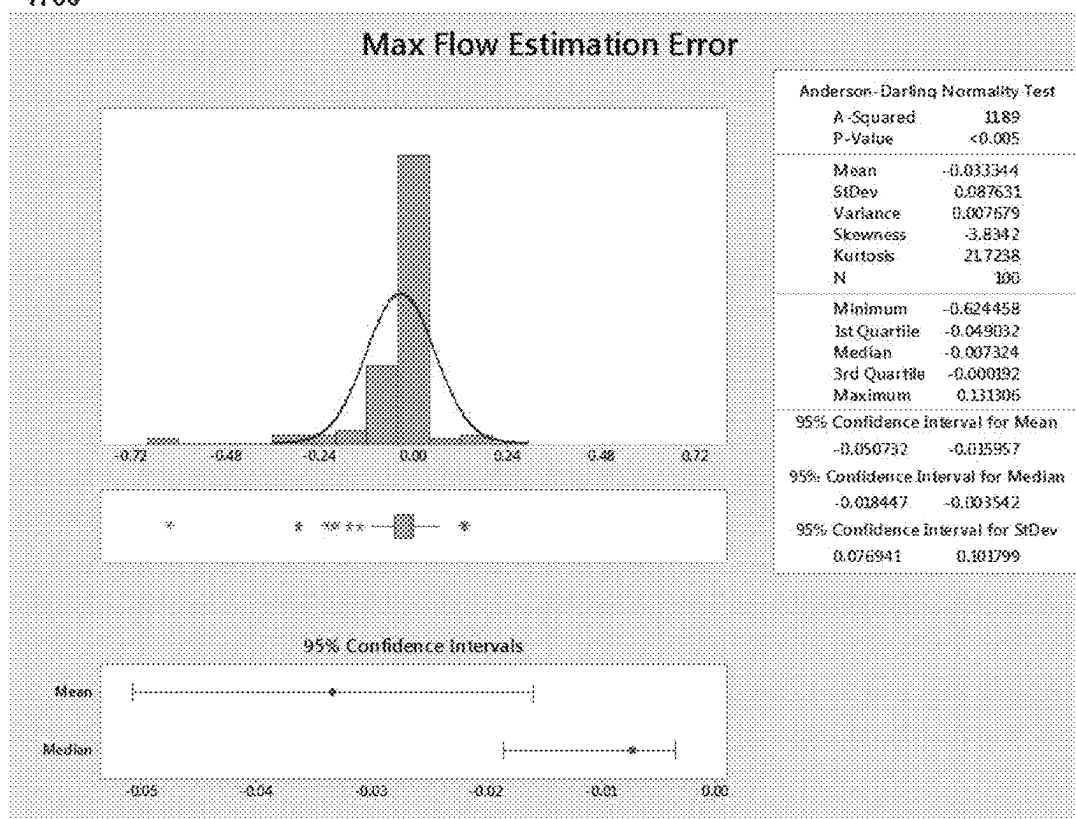 Max Flow Estimation Error
Anderson-Darling Normality Test
A-Squared 11.89
P-Value <0.005
Mean -0.033344
StDev 0.087631
Variance 0.007679
Skewness -3.8342
Kurtosis 21.7238
N 100
Minimum -0.624458
1st Quartile -0.049032
Median -0.007324
3rd Quartile -0.000192
Maximum 0.131306
95% Confidence Interval for Mean
-0.050732 -0.015957
95% Confidence Interval for Median
-0.018447 -0.003542
95% Confidence Interval for StDev
0.076941 0.101799
-0.72 -0.48 -0.24 0.00 0.24 0.48 0.72
95% Confidence Intervals
Mean
Median
-0.05 -0.04 -0.03 -0.02 -0.01 0.00